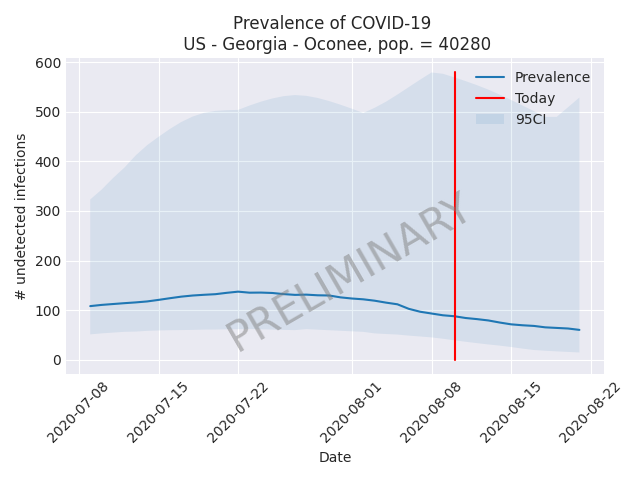 Prevalence of COVID-19
US - Georgia - Oconee, pop. = 40280
600
500
400
300
200
100
0
# undetected infections
Prevalence
Today
95CI
PRELIMINARY
2020-07-08
2020-07-15
2020-07-22
2020-08-01
2020-08-08
2020-08-15
2020-08-22
Date